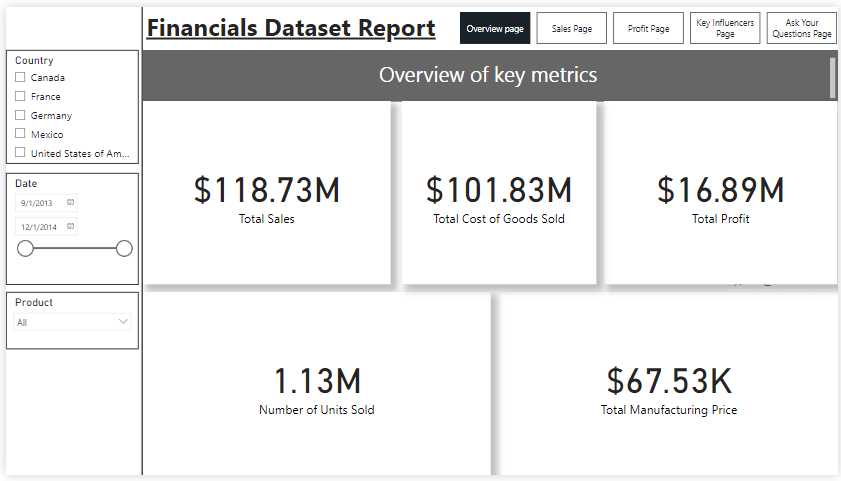 Financials Dataset Report
Overview page
Sales Page
Profit Page
Key Influencers
Page
Ask Your
Questions Page
Country
Canada
France
Germany
Mexico
United States of Am...
Date
9/1/2013
12/1/2014
Product
All
Overview of key metrics
$118.73M
Total Sales
$101.83M
Total Cost of Goods Sold
$16.89M
Total Profit
1.13M
Number of Units Sold
$67.53K
Total Manufacturing Price